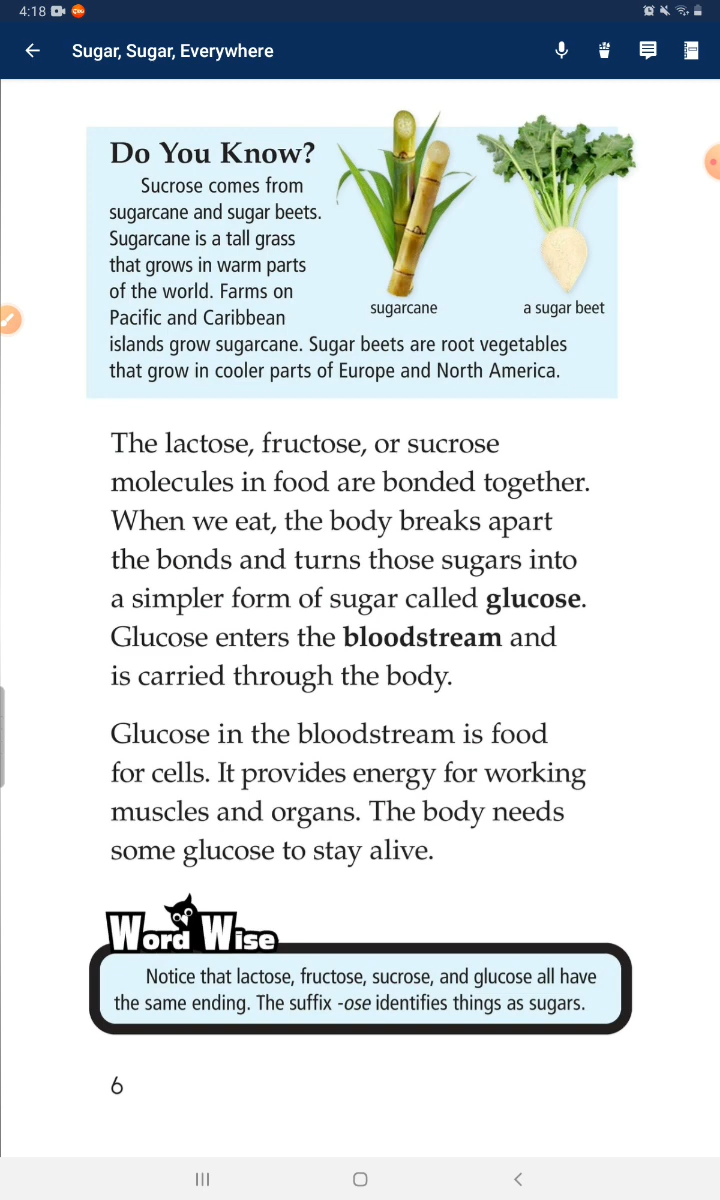 4:18
Sugar, Sugar, Everywhere
Do You Know?
Sucrose comes from
sugarcane and sugar beets.
Sugarcane is a tall grass
that grows in warm parts
of the world. Farms on
Pacific and Caribbean
islands grow sugarcane. Sugar beets are root vegetables
that grow in cooler parts of Europe and North America.
sugarcane
a sugar beet
The lactose, fructose, or sucrose
molecules in food are bonded together.
When we eat, the body breaks apart
the bonds and turns those sugars into
a simpler form of sugar called glucose.
Glucose enters the bloodstream and
is carried through the body.
Glucose in the bloodstream is food
for cells. It provides energy for working
muscles and organs. The body needs
some glucose to stay alive.
Word Wise
Notice that lactose, fructose, sucrose, and glucose all have
the same ending. The suffix -ose identifies things as sugars.
6